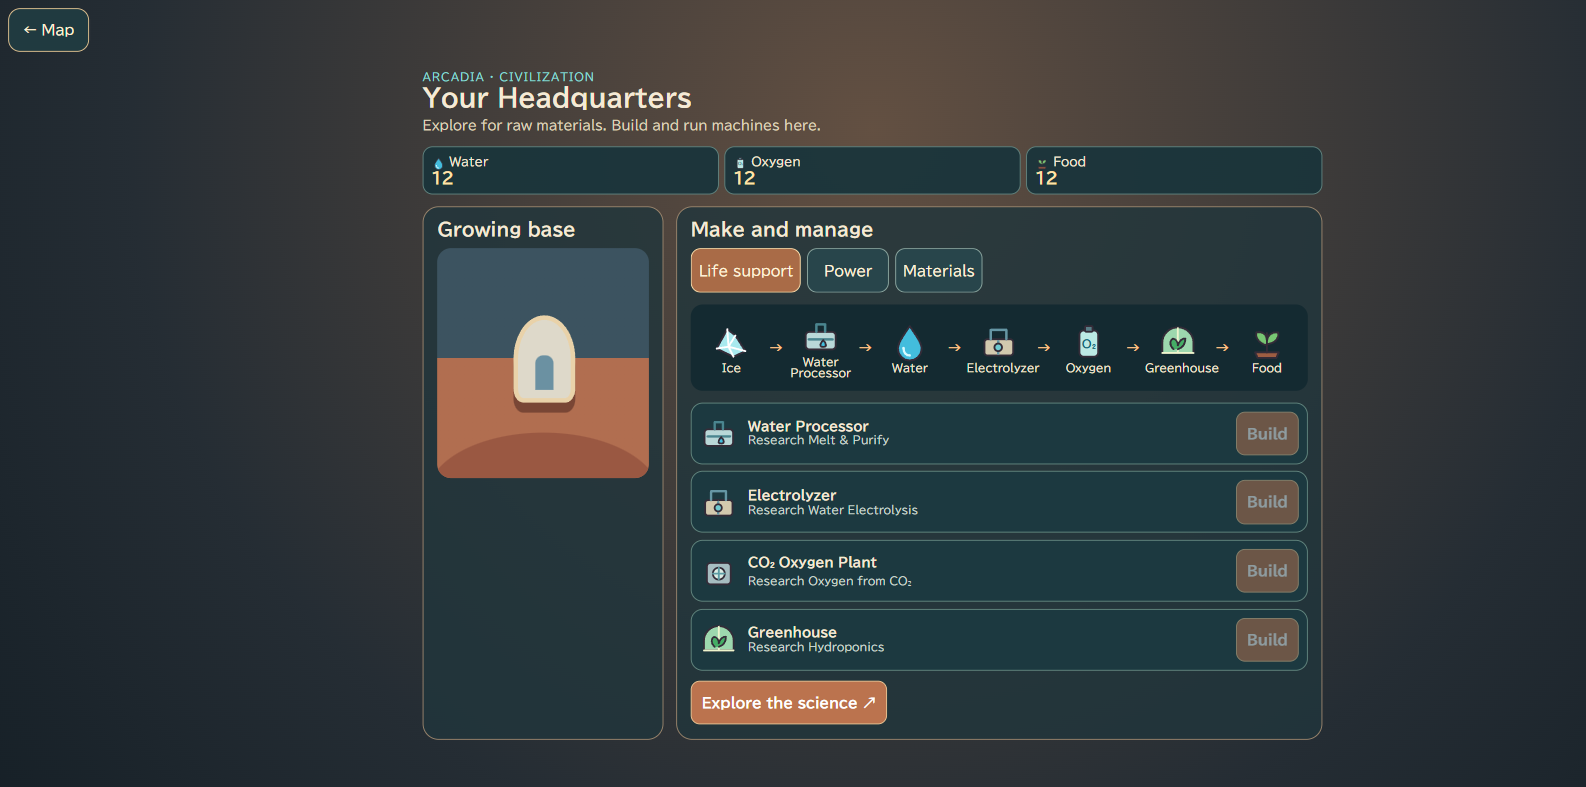 ← Map
ARCADIA · CIVILIZATION
Your Headquarters
Explore for raw materials. Build and run machines here.
Water
12
Oxygen
12
Food
12
Growing base
Make and manage
Life support
Power
Materials
Ice
→
Water
Processor
→
Water
→
Electrolyzer
→
O₂
Oxygen
→
Greenhouse
→
Food
Water Processor
Research Melt & Purify
Build
Electrolyzer
Research Water Electrolysis
Build
CO₂ Oxygen Plant
Research Oxygen from CO₂
Build
Greenhouse
Research Hydroponics
Build
Explore the science ↗